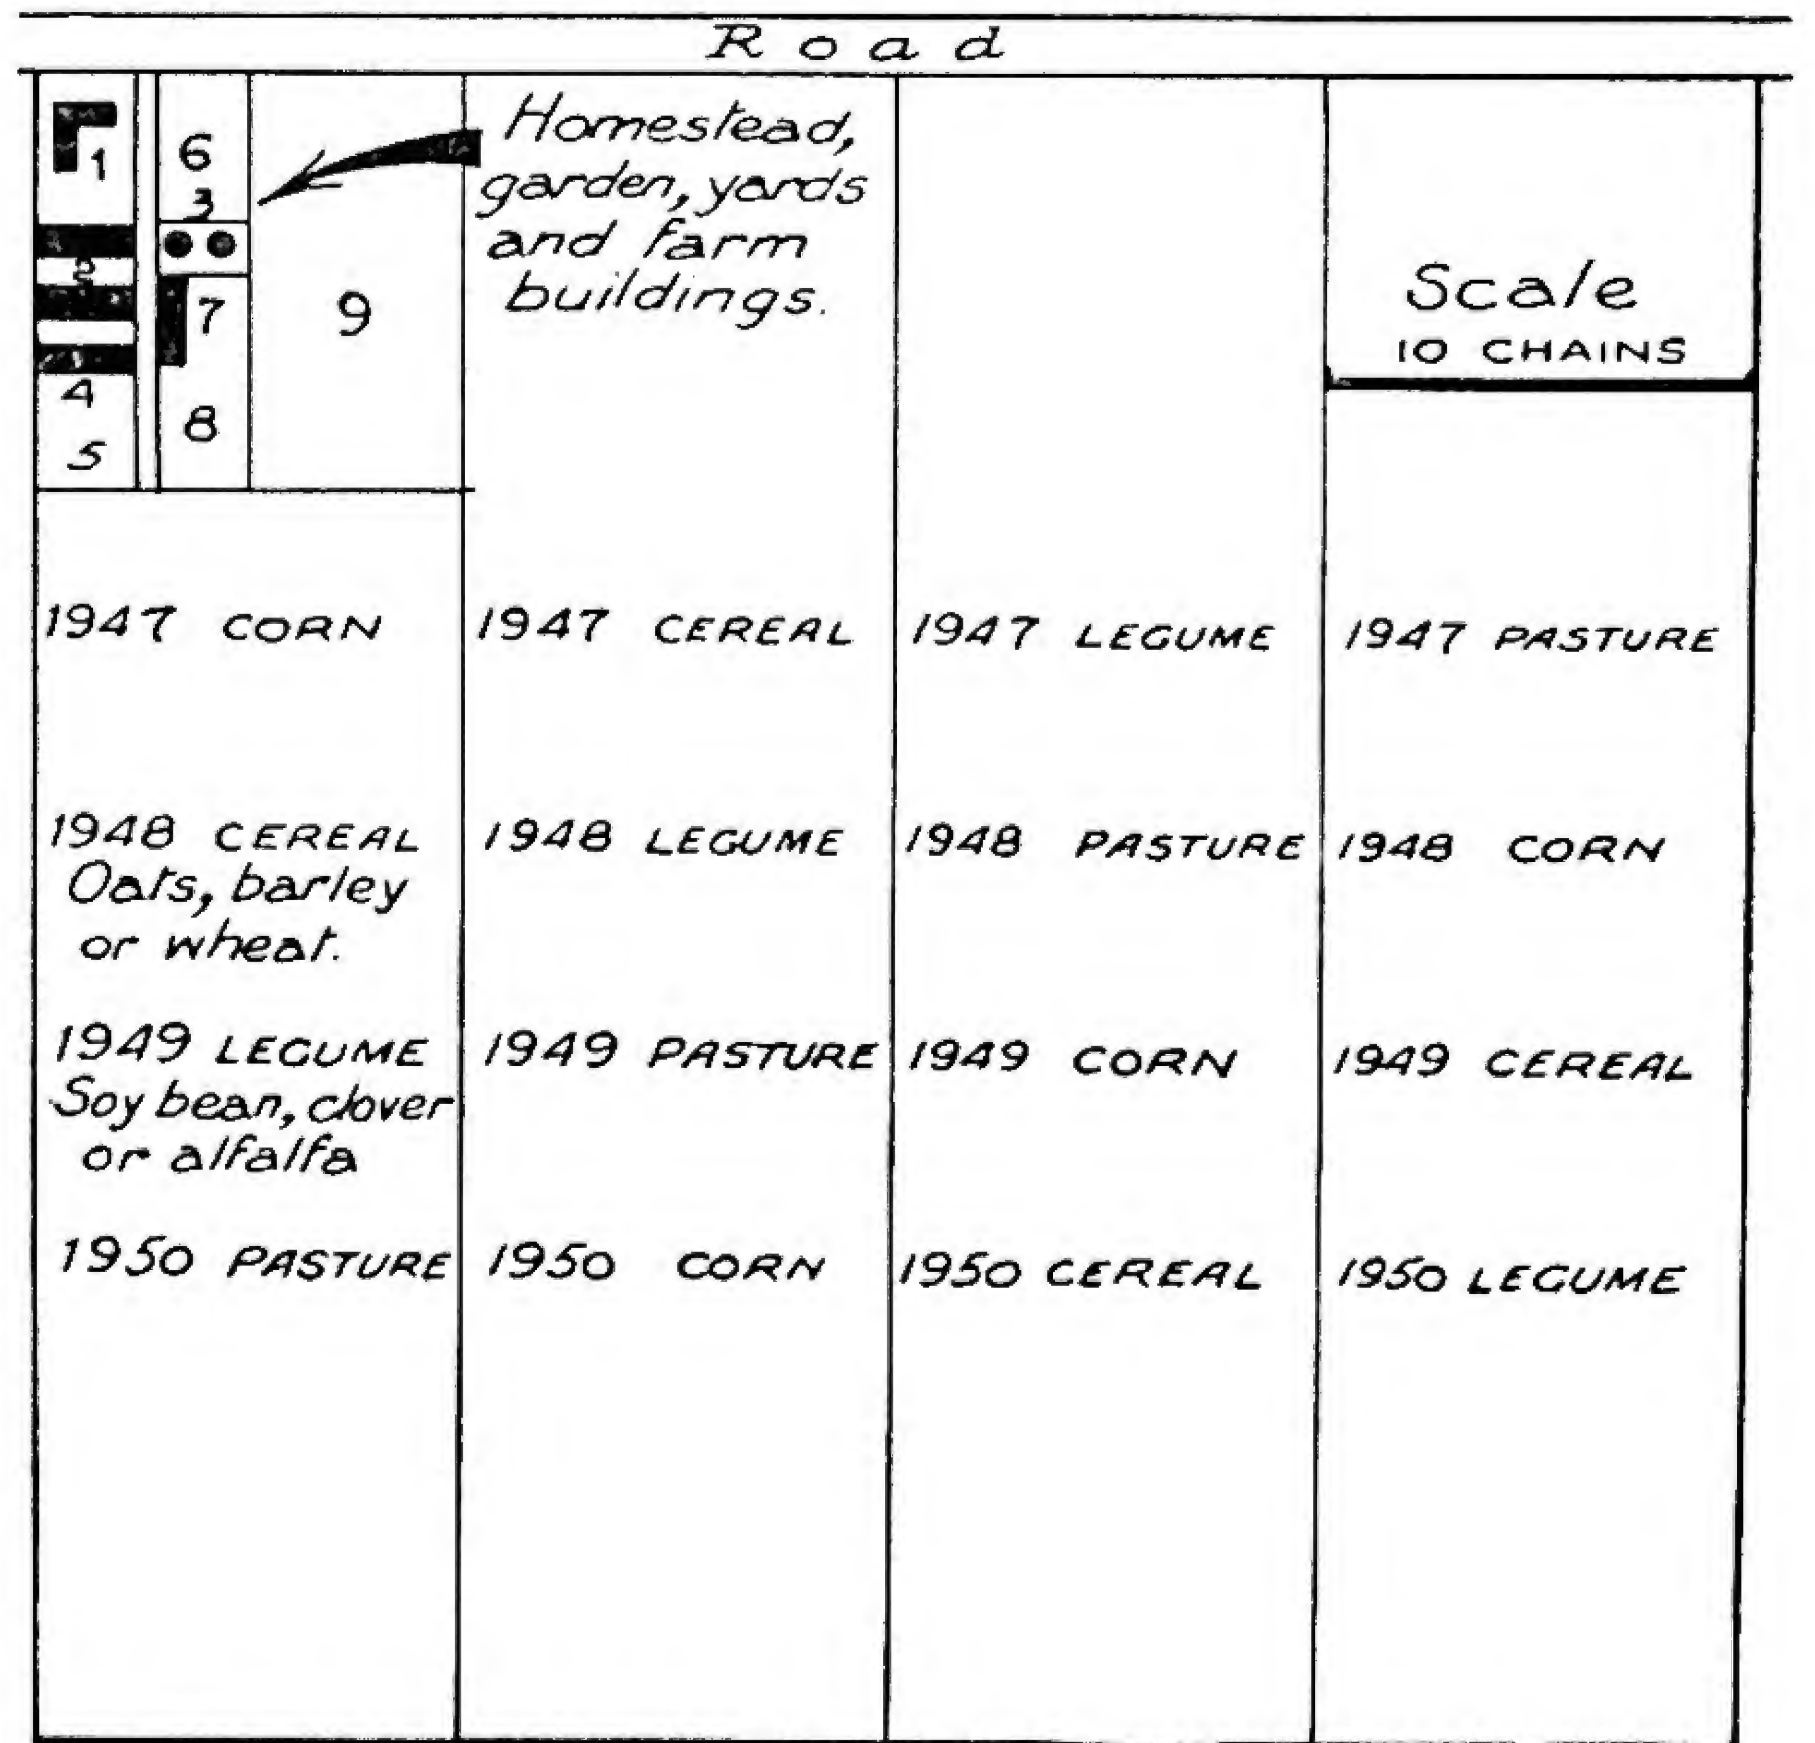 Road
1
6
3
2
7
4
8
5
9
Homestead,
garden, yards
and farm
buildings.
Scale
10 CHAINS
1947 CORN
1948 CEREAL
Oats, barley
or wheat.
1949 LEGUME
Soy bean, clover
or alfalfa
1950 PASTURE
1947 CEREAL
1948 LEGUME
1949 PASTURE
1950 CORN
1947 LEGUME
1948 PASTURE
1949 CORN
1950 CEREAL
1947 PASTURE
1948 CORN
1949 CEREAL
1950 LEGUME